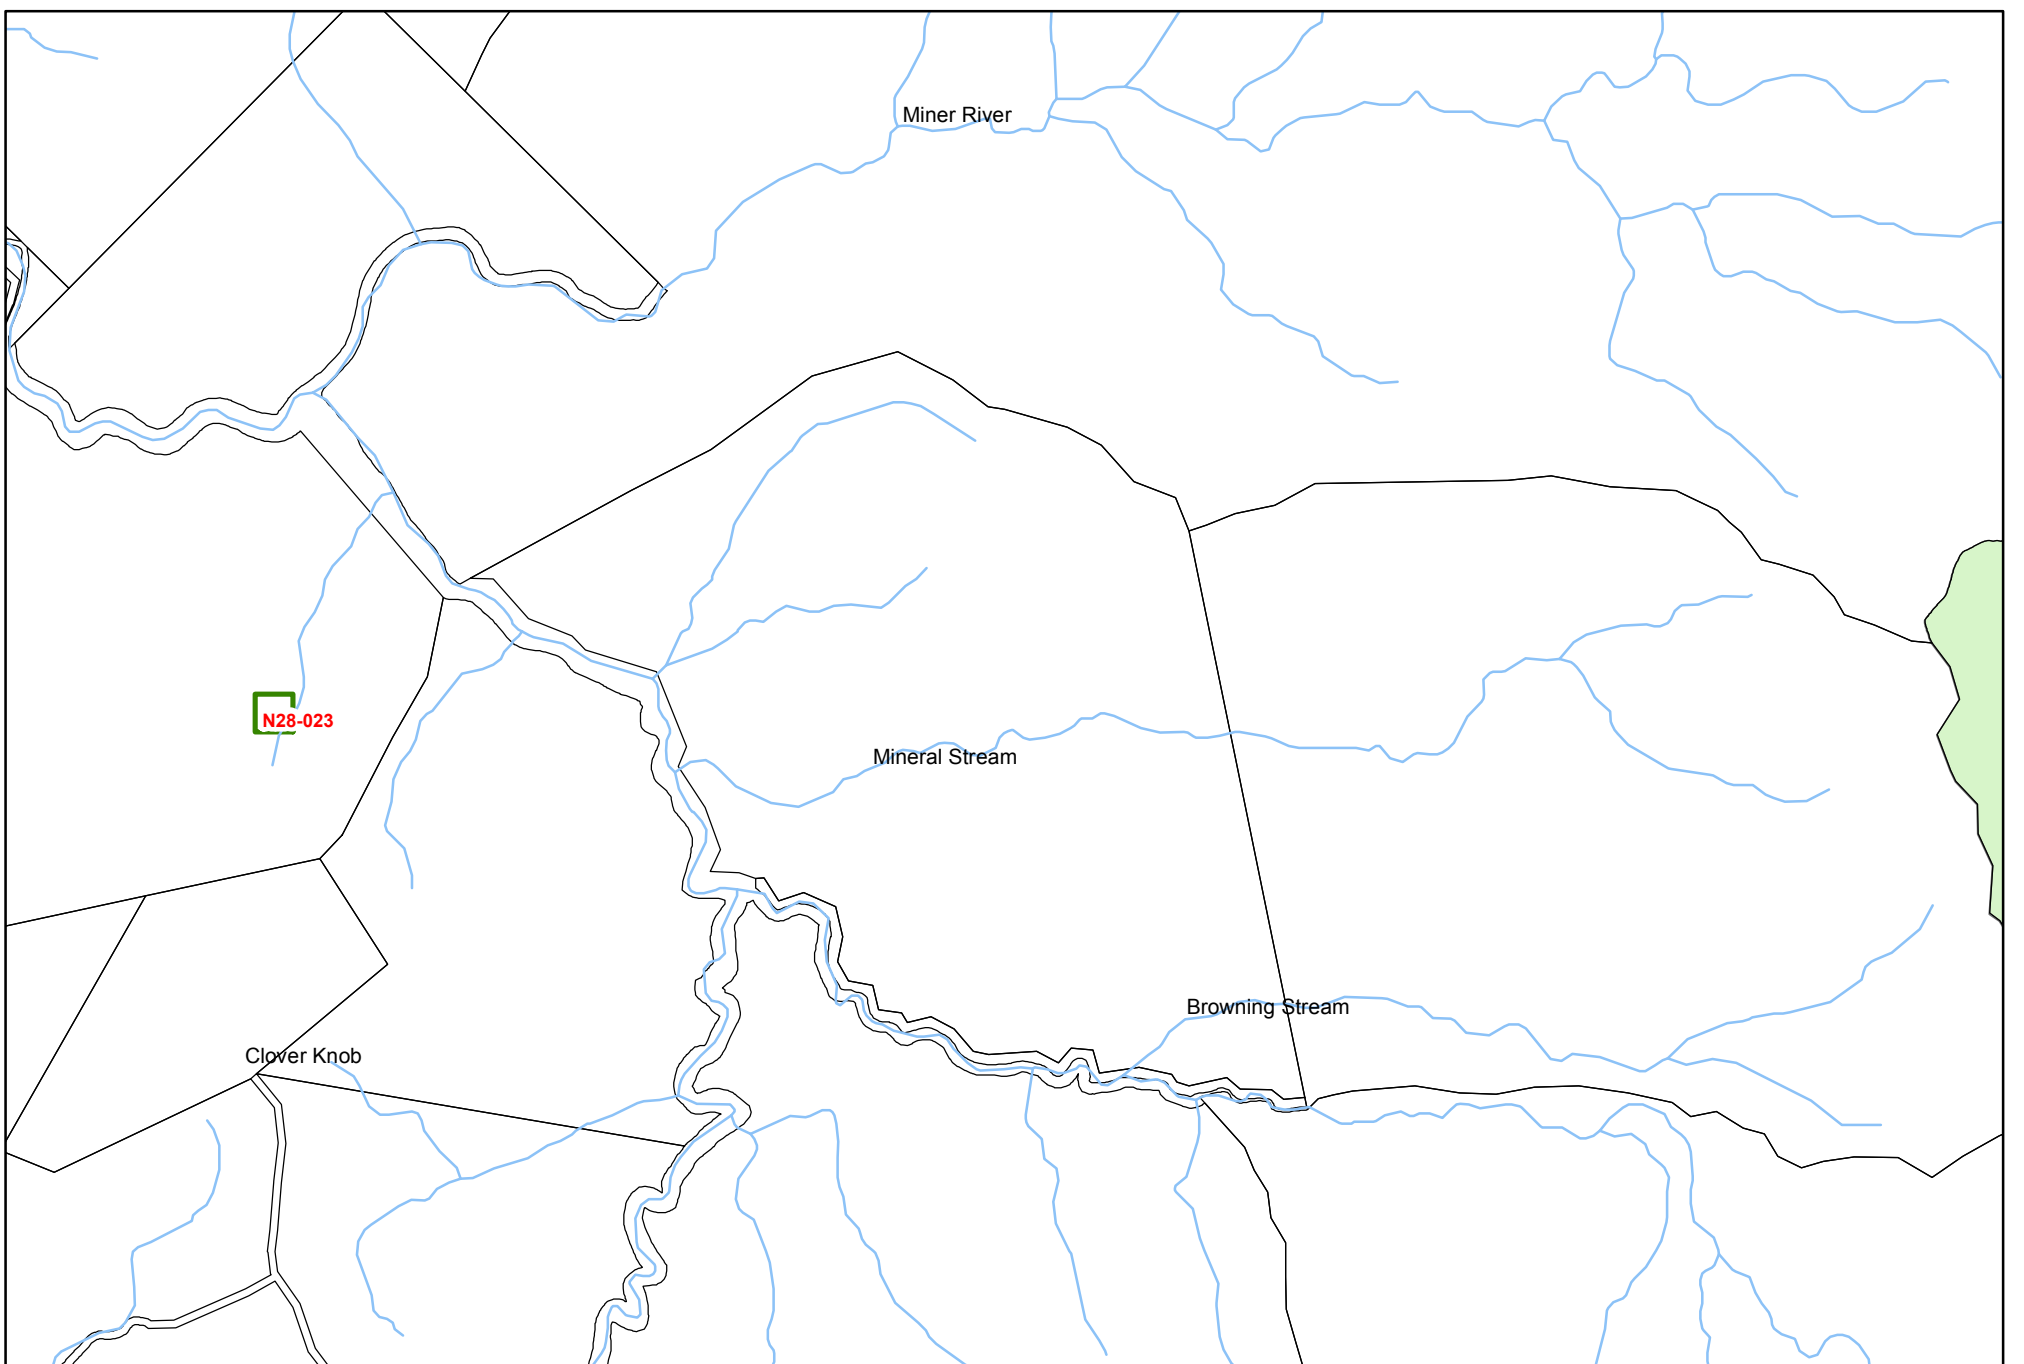 Miner River
N28-023
Mineral Stream
Browning Stream
Clover Knob